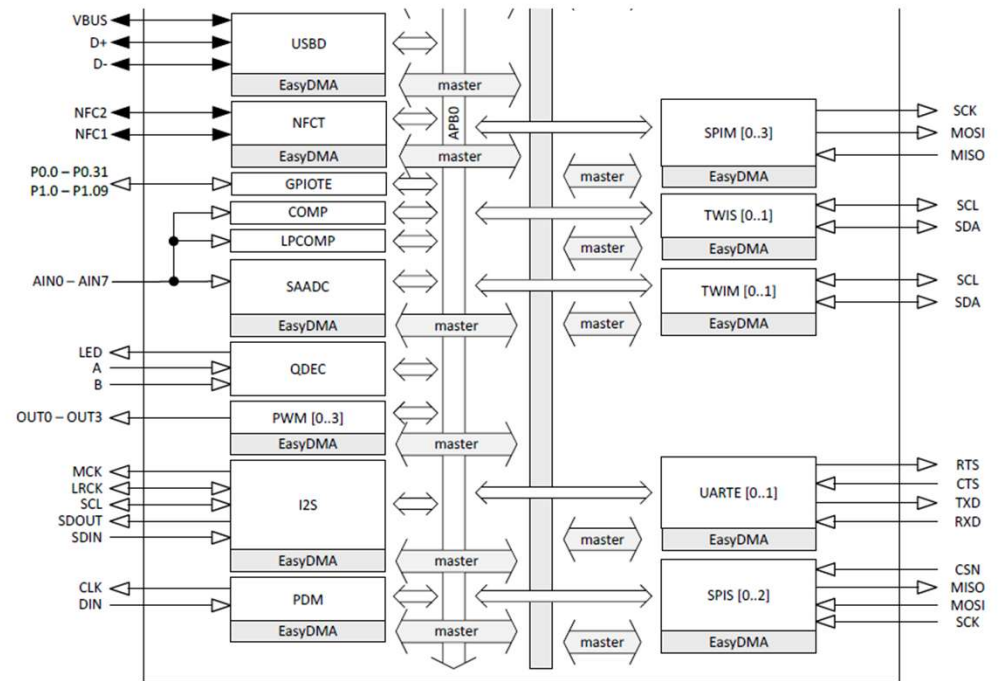 VBUS
D+
D-
USBD
EasyDMA
master
NFC2
NFC1
NFCT
EasyDMA
master
APB0
P0.0 – P0.31
P1.0 – P1.09
GPIOTE
COMP
LPCOMP
AIN0 – AIN7
SAADC
EasyDMA
master
LED
A
B
QDEC
OUT0 – OUT3
PWM [0..3]
EasyDMA
master
MCK
LRCK
SCL
SDOUT
SDIN
I2S
EasyDMA
master
CLK
DIN
PDM
EasyDMA
master
SPIM [0..3]
EasyDMA
master
SCK
MOSI
MISO
TWIS [0..1]
EasyDMA
master
SCL
SDA
TWIM [0..1]
EasyDMA
master
SCL
SDA
UARTE [0..1]
EasyDMA
master
RTS
CTS
TXD
RXD
SPIS [0..2]
EasyDMA
master
CSN
MISO
MOSI
SCK